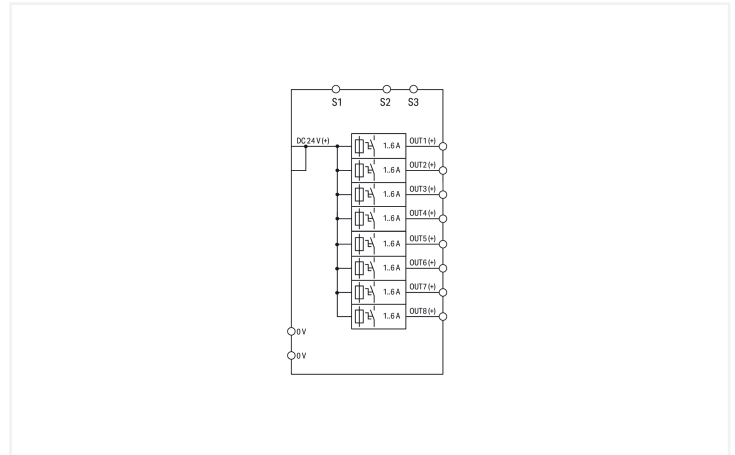 S1 S2 S3
DC 24 V (+)
1..6 A OUT1 (+)
1..6 A OUT2 (+)
1..6 A OUT3 (+)
1..6 A OUT4 (+)
1..6 A OUT5 (+)
1..6 A OUT6 (+)
1..6 A OUT7 (+)
1..6 A OUT8 (+)
0 V
0 V